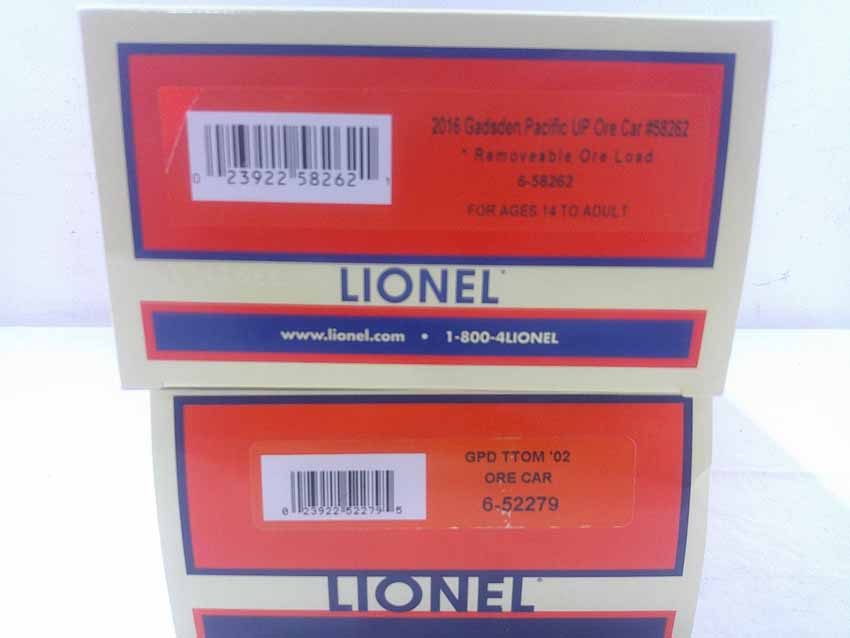 2016 Gadsden Pacific UP Ore Car #58262
* Removeable Ore Load
6-58262
FOR AGES 14 TO ADULT
0 23922 58262 1
LIONEL
www.lionel.com • 1-800-4LIONEL
GPD TTOM '02
ORE CAR
6-52279
0 23922 52279 5
LIONEL